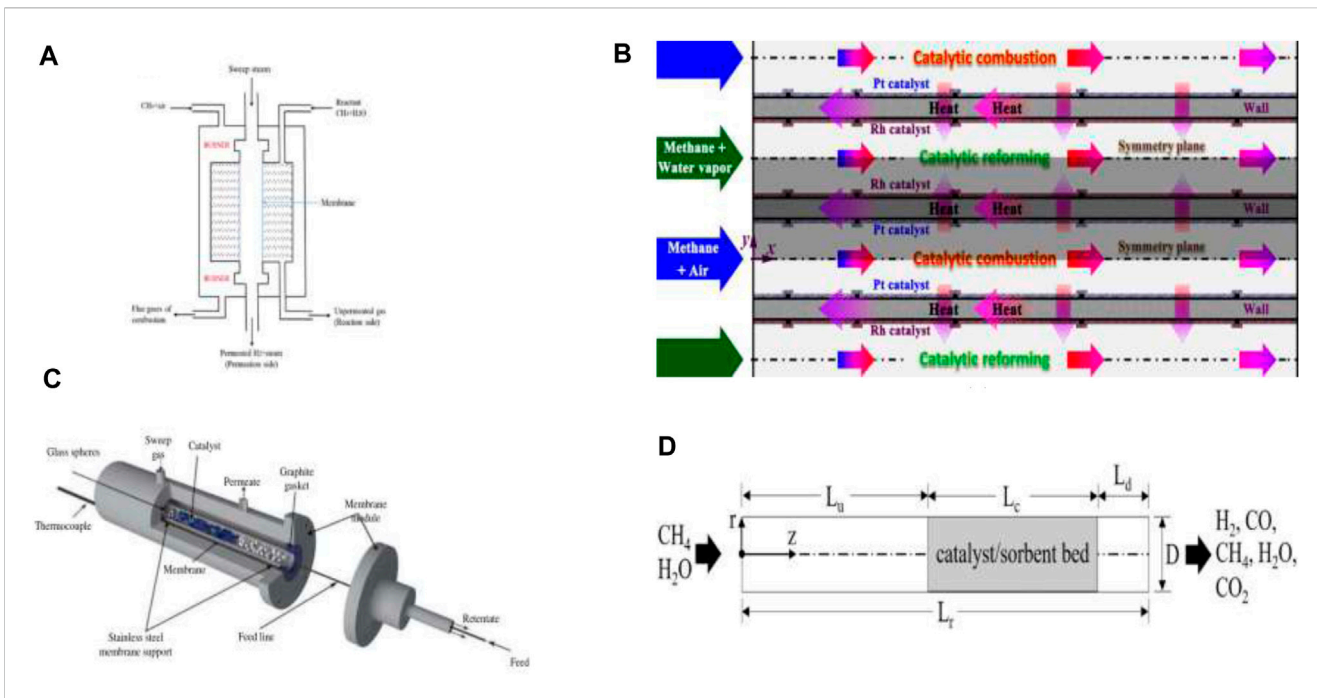 A
Sweep steam
CH4+air
Reactant
CH4+H2O
BURNER
Membrane
BURNER
Flue gases of
combustion
Unpermeated gas
(Reaction side)
Permeated H2+steam
(Permeation side)
B
Catalytic combustion
Pt catalyst
Heat
Heat
Wall
Rh catalyst
Methane +
Water vapor
Catalytic reforming
Symmetry plane
Rh catalyst
Heat
Heat
Wall
Pt catalyst
Methane
+ Air
y
x
Symmetry plane
Catalytic combustion
Pt catalyst
Heat
Heat
Wall
Rh catalyst
Catalytic reforming
C
Glass spheres
Sweep
gas
Catalyst
Permeate
Graphite
gasket
Membrane
module
Thermocouple
Membrane
Stainless steel
membrane support
Feed line
Retentate
Feed
D
L_u
L_c
L_d
CH₄
H₂O
r
z
catalyst/sorbent bed
D
H₂, CO,
CH₄, H₂O,
CO₂
L_r